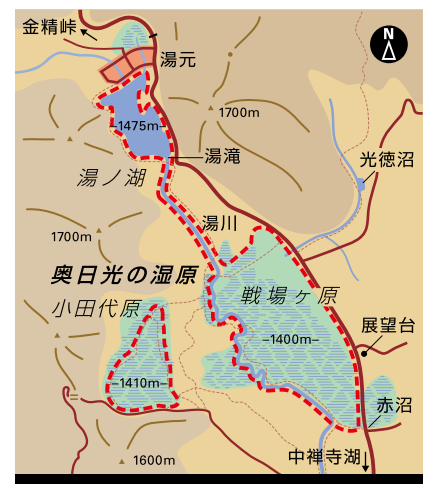 金精峠
N
湯元
1700m
–1475m–
湯滝
光徳沼
湯ノ湖
湯川
1700m
奥日光の湿原
戦場ヶ原
小田代原
展望台
–1400m–
–1410m–
赤沼
中禅寺湖
1600m